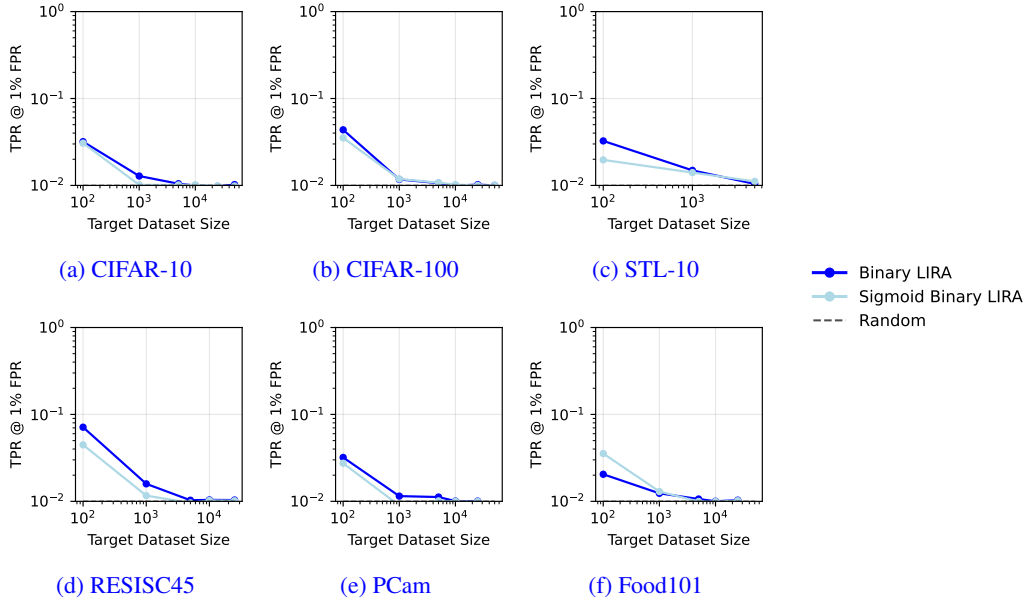 10⁰ 10⁰ 10⁰
TPR @ 1% FPR TPR @ 1% FPR TPR @ 1% FPR
10⁻¹ 10⁻¹ 10⁻¹
10⁻² 10⁻² 10⁻²
10² 10³ 10⁴ 10² 10³ 10⁴ 10² 10³
Target Dataset Size Target Dataset Size Target Dataset Size
(a) CIFAR-10 (b) CIFAR-100 (c) STL-10
Binary LIRA
Sigmoid Binary LIRA
Random
10⁰ 10⁰ 10⁰
TPR @ 1% FPR TPR @ 1% FPR TPR @ 1% FPR
10⁻¹ 10⁻¹ 10⁻¹
10⁻² 10⁻² 10⁻²
10² 10³ 10⁴ 10² 10³ 10⁴ 10² 10³ 10⁴
Target Dataset Size Target Dataset Size Target Dataset Size
(d) RESISC45 (e) PCam (f) Food101